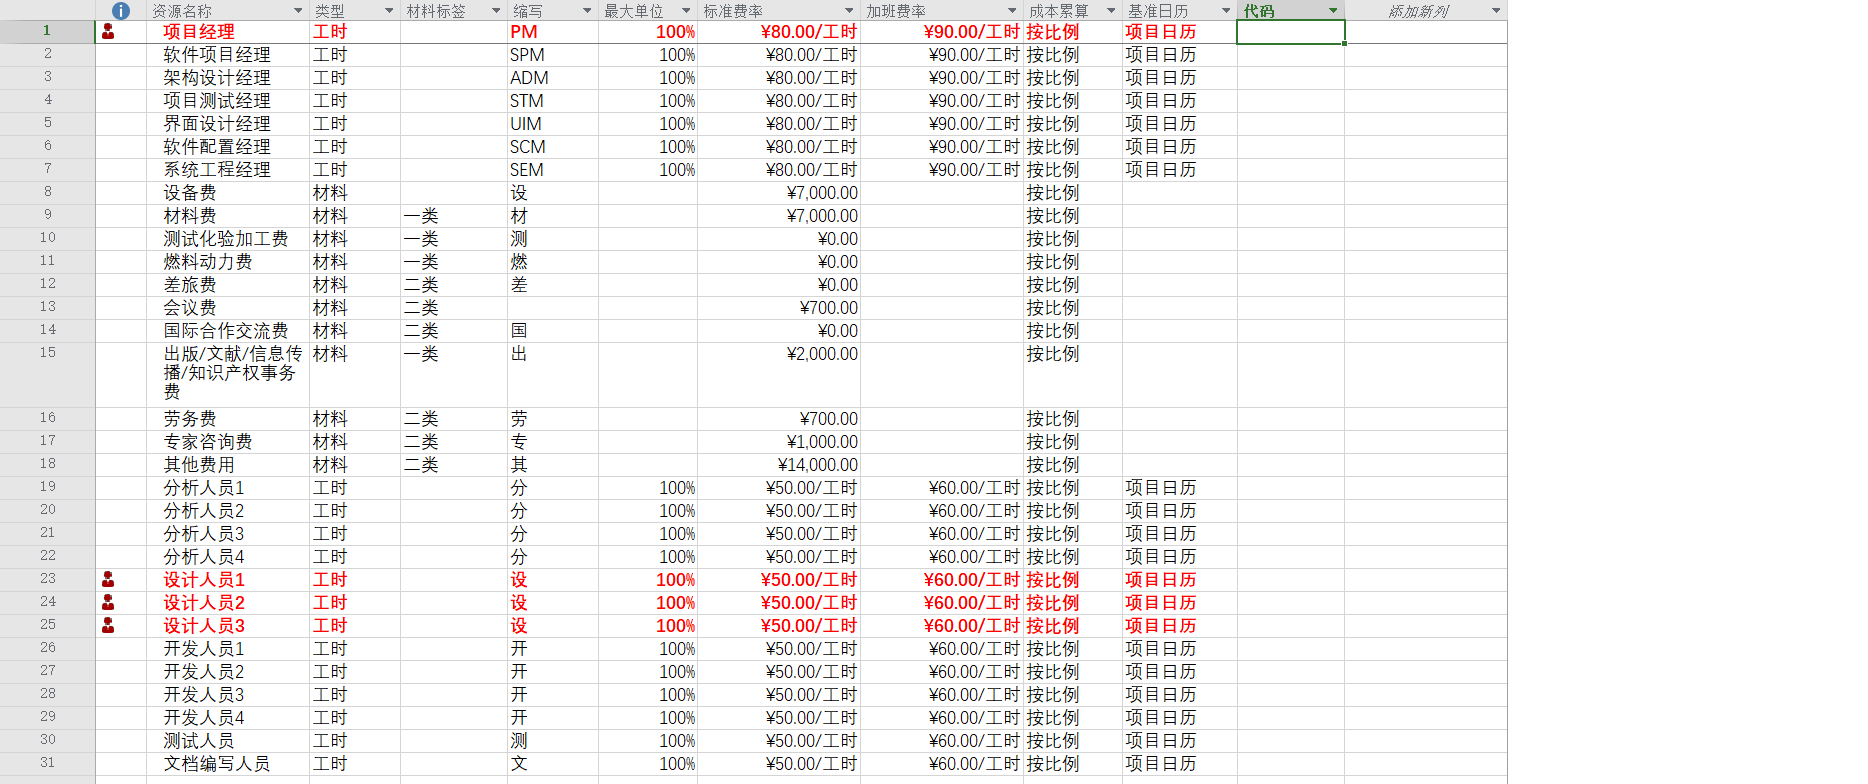 资源名称 类型 材料标签 缩写 最大单位 标准费率 加班费率 成本累算 基准日历 代码 添加新列
1 项目经理 工时 PM 100% ¥80.00/工时 ¥90.00/工时 按比例 项目日历
2 软件项目经理 工时 SPM 100% ¥80.00/工时 ¥90.00/工时 按比例 项目日历
3 架构设计经理 工时 ADM 100% ¥80.00/工时 ¥90.00/工时 按比例 项目日历
4 项目测试经理 工时 STM 100% ¥80.00/工时 ¥90.00/工时 按比例 项目日历
5 界面设计经理 工时 UIM 100% ¥80.00/工时 ¥90.00/工时 按比例 项目日历
6 软件配置经理 工时 SCM 100% ¥80.00/工时 ¥90.00/工时 按比例 项目日历
7 系统工程经理 工时 SEM 100% ¥80.00/工时 ¥90.00/工时 按比例 项目日历
8 设备费 材料 设 ¥7,000.00 按比例
9 材料费 材料 一类 材 ¥7,000.00 按比例
10 测试化验加工费 材料 一类 测 ¥0.00 按比例
11 燃料动力费 材料 一类 燃 ¥0.00 按比例
12 差旅费 材料 二类 差 ¥0.00 按比例
13 会议费 材料 二类 ¥700.00 按比例
14 国际合作交流费 材料 二类 国 ¥0.00 按比例
15 出版/文献/信息传 材料 一类 出 ¥2,000.00 按比例
播/知识产权事务
费
16 劳务费 材料 二类 劳 ¥700.00 按比例
17 专家咨询费 材料 二类 专 ¥1,000.00 按比例
18 其他费用 材料 二类 其 ¥14,000.00 按比例
19 分析人员1 工时 分 100% ¥50.00/工时 ¥60.00/工时 按比例 项目日历
20 分析人员2 工时 分 100% ¥50.00/工时 ¥60.00/工时 按比例 项目日历
21 分析人员3 工时 分 100% ¥50.00/工时 ¥60.00/工时 按比例 项目日历
22 分析人员4 工时 分 100% ¥50.00/工时 ¥60.00/工时 按比例 项目日历
23 设计人员1 工时 设 100% ¥50.00/工时 ¥60.00/工时 按比例 项目日历
24 设计人员2 工时 设 100% ¥50.00/工时 ¥60.00/工时 按比例 项目日历
25 设计人员3 工时 设 100% ¥50.00/工时 ¥60.00/工时 按比例 项目日历
26 开发人员1 工时 开 100% ¥50.00/工时 ¥60.00/工时 按比例 项目日历
27 开发人员2 工时 开 100% ¥50.00/工时 ¥60.00/工时 按比例 项目日历
28 开发人员3 工时 开 100% ¥50.00/工时 ¥60.00/工时 按比例 项目日历
29 开发人员4 工时 开 100% ¥50.00/工时 ¥60.00/工时 按比例 项目日历
30 测试人员 工时 测 100% ¥50.00/工时 ¥60.00/工时 按比例 项目日历
31 文档编写人员 工时 文 100% ¥50.00/工时 ¥60.00/工时 按比例 项目日历